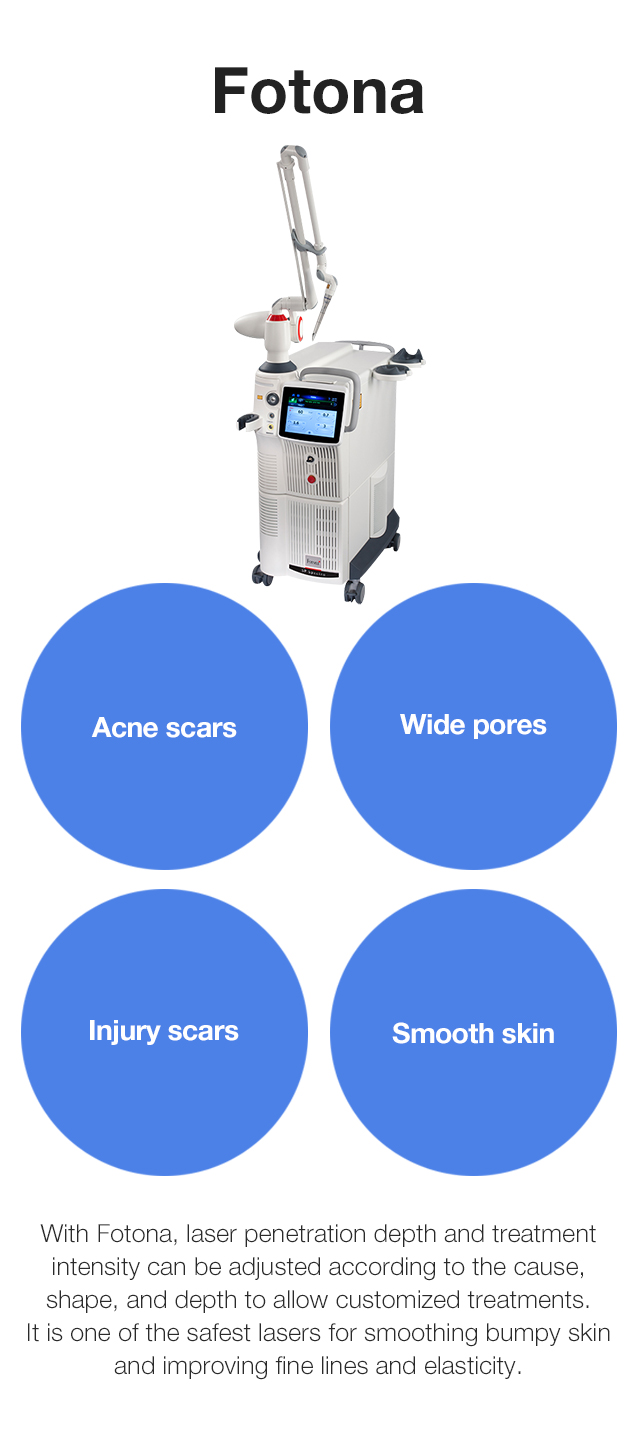 Fotona
Acne scars
Wide pores
Injury scars
Smooth skin
With Fotona, laser penetration depth and treatment
intensity can be adjusted according to the cause,
shape, and depth to allow customized treatments.
It is one of the safest lasers for smoothing bumpy skin
and improving fine lines and elasticity.